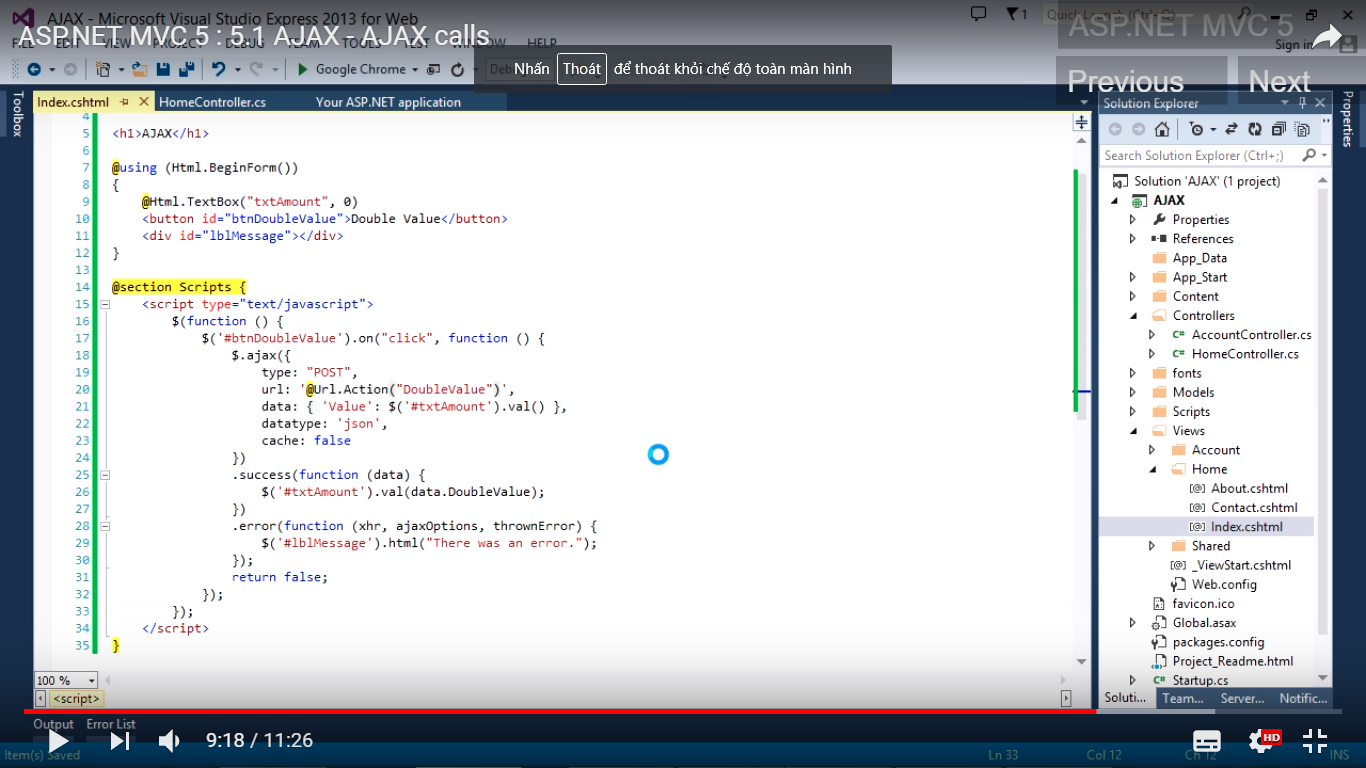 AJAX - Microsoft Visual Studio Express 2013 for Web
1
Quick Launch (Ctrl+Q)
ASP.NET MVC 5 : 5.1 AJAX - AJAX calls
ASP.NET MVC 5
FILE EDIT VIEW PROJECT DEBUG TEAM TOOLS TEST WINDOW HELP
Sign in
Google Chrome
Nhấn Thoát để thoát khỏi chế độ toàn màn hình
Previous Next
Toolbox
Index.cshtml
HomeController.cs
Your ASP.NET application
Solution Explorer
Properties
4
5 <h1>AJAX</h1>
6
7 @using (Html.BeginForm())
8 {
9 @Html.TextBox("txtAmount", 0)
10 <button id="btnDoubleValue">Double Value</button>
11 <div id="lblMessage"></div>
12 }
13
14 @section Scripts {
15 <script type="text/javascript">
16 $(function () {
17 $('#btnDoubleValue').on("click", function () {
18 $.ajax({
19 type: "POST",
20 url: '@Url.Action("DoubleValue")',
21 data: { 'Value': $('#txtAmount').val() },
22 datatype: 'json',
23 cache: false
24 })
25 .success(function (data) {
26 $('#txtAmount').val(data.DoubleValue);
27 })
28 .error(function (xhr, ajaxOptions, thrownError) {
29 $('#lblMessage').html("There was an error.");
30 });
31 return false;
32 });
33 });
34 </script>
35 }
Search Solution Explorer (Ctrl+;)
Solution 'AJAX' (1 project)
AJAX
Properties
References
App_Data
App_Start
Content
Controllers
C# AccountController.cs
C# HomeController.cs
fonts
Models
Scripts
Views
Account
Home
[@] About.cshtml
[@] Contact.cshtml
[@] Index.cshtml
Shared
[@] _ViewStart.cshtml
Web.config
favicon.ico
Global.asax
packages.config
Project_Readme.html
C# Startup.cs
100 %
<script>
Soluti... Team... Server... Notific...
Output Error List
9:18 / 11:26
HD
Item(s) Saved
Ln 33
Col 12
Ch 12
INS